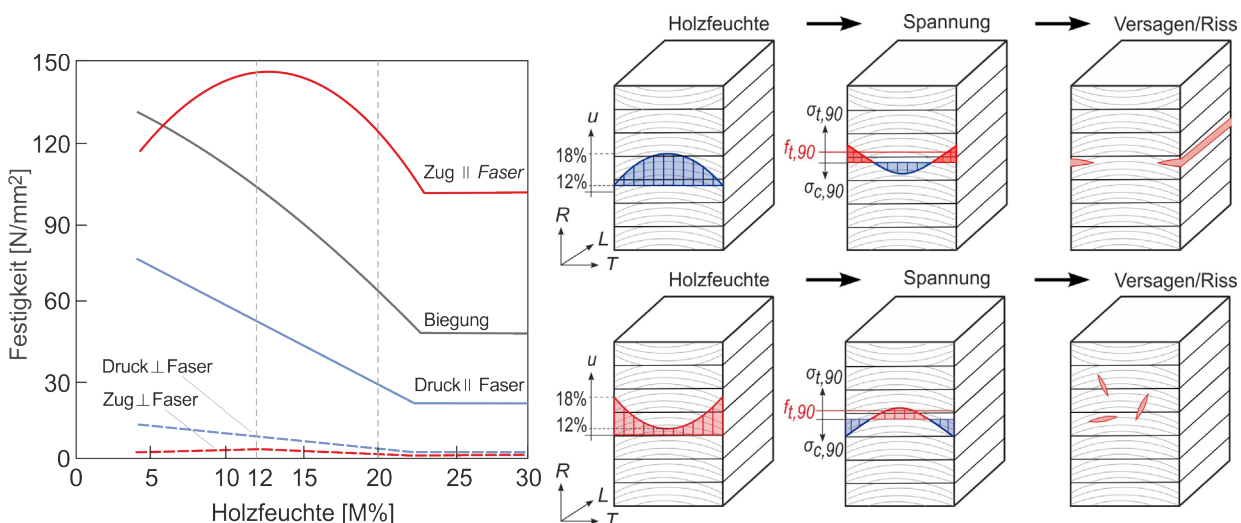 Festigkeit [N/mm2]
150
120
90
60
30
0
5
10
12
15
20
25
30
Holzfeuchte [M%]
Zug || Faser
Biegung
Druck⊥Faser
Zug⊥Faser
Druck|| Faser
Holzfeuchte
Spannung
Versagen/Riss
u
18%
12%
R
L
T
σt,90
ft,90
σc,90
Holzfeuchte
Spannung
Versagen/Riss
u
18%
12%
R
L
T
σt,90
ft,90
σc,90